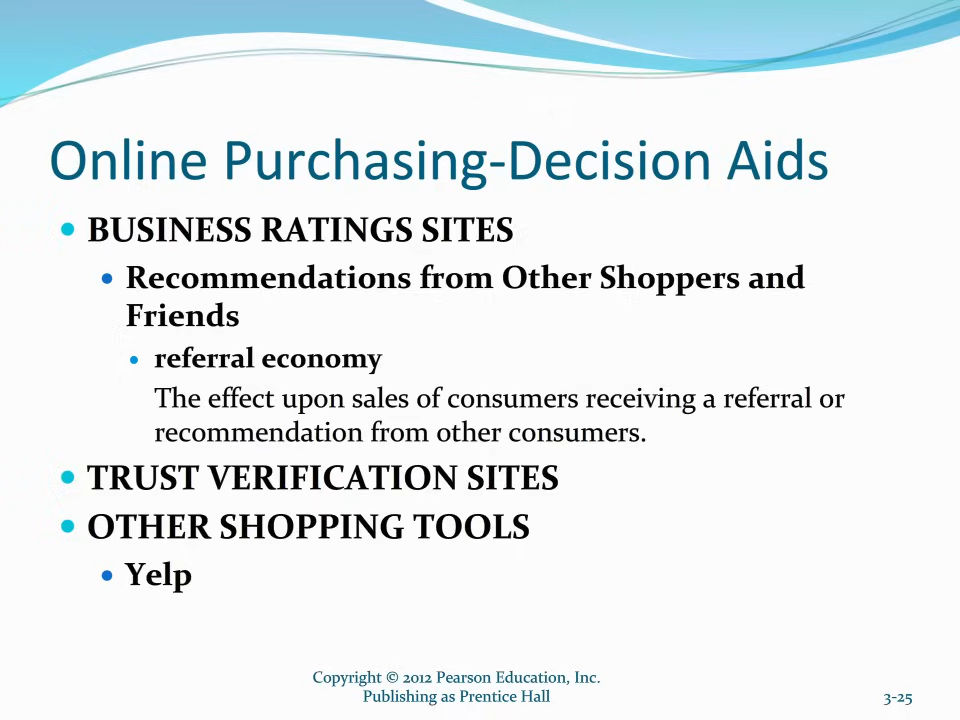 Online Purchasing-Decision Aids
BUSINESS RATINGS SITES
Recommendations from Other Shoppers and
Friends
referral economy
The effect upon sales of consumers receiving a referral or
recommendation from other consumers.
TRUST VERIFICATION SITES
OTHER SHOPPING TOOLS
Yelp
Copyright © 2012 Pearson Education, Inc.
Publishing as Prentice Hall
3-25